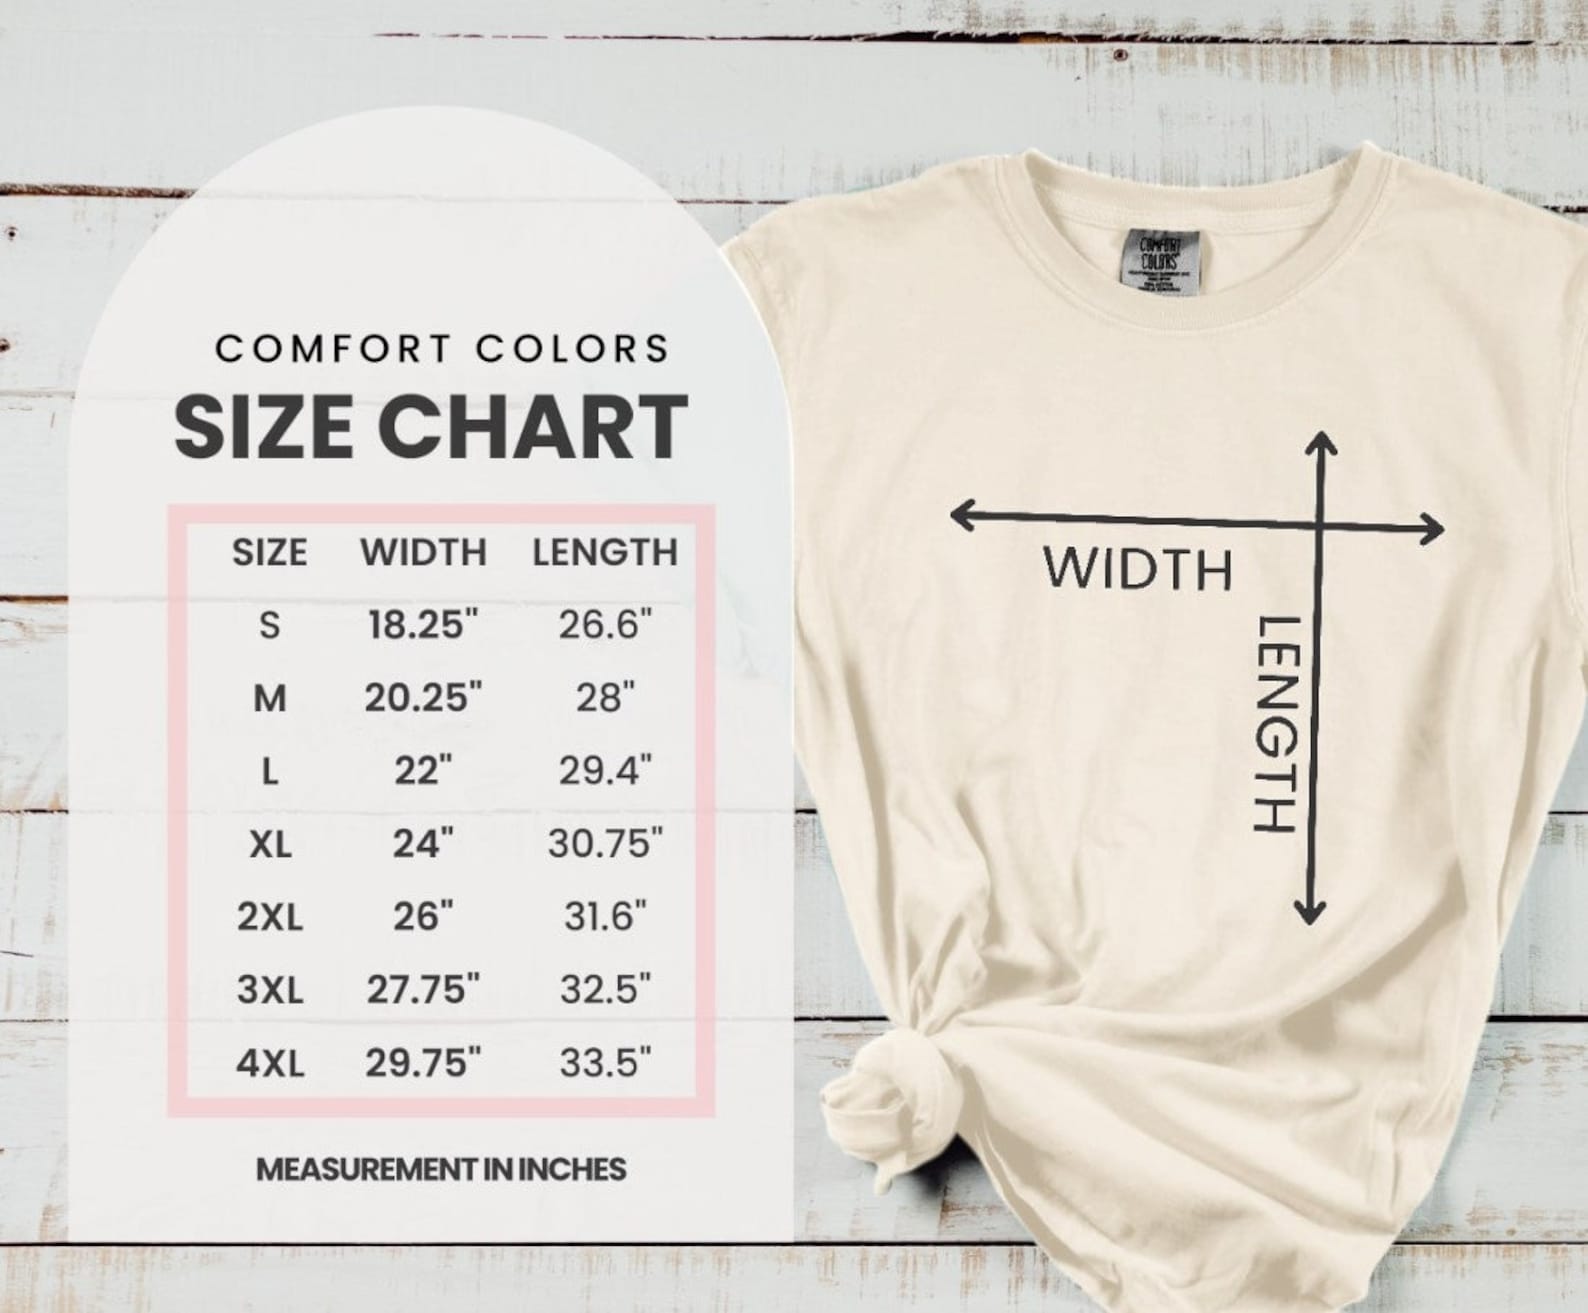 COMFORT COLORS
SIZE CHART
SIZE WIDTH LENGTH
S 18.25" 26.6"
M 20.25" 28"
L 22" 29.4"
XL 24" 30.75"
2XL 26" 31.6"
3XL 27.75" 32.5"
4XL 29.75" 33.5"
MEASUREMENT IN INCHES
COMFORT
COLORS
WIDTH
LENGTH